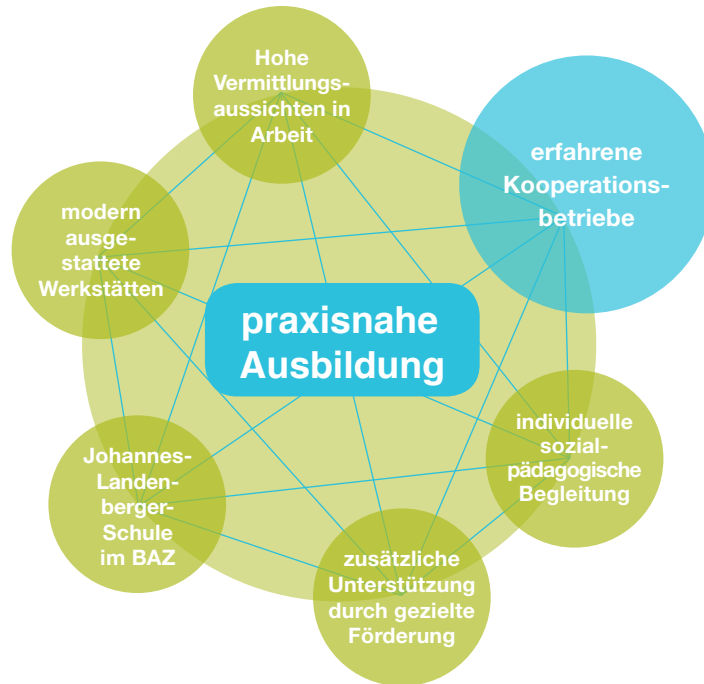 Hohe
Vermittlungs-
aussichten in
Arbeit
erfahrene
Kooperations-
betriebe
modern
ausge-
stattete
Werkstätten
praxisnahe
Ausbildung
individuelle
sozial-
pädagogische
Begleitung
Johannes-
Landen-
berger-
Schule
im BAZ
zusätzliche
Unterstützung
durch gezielte
Förderung